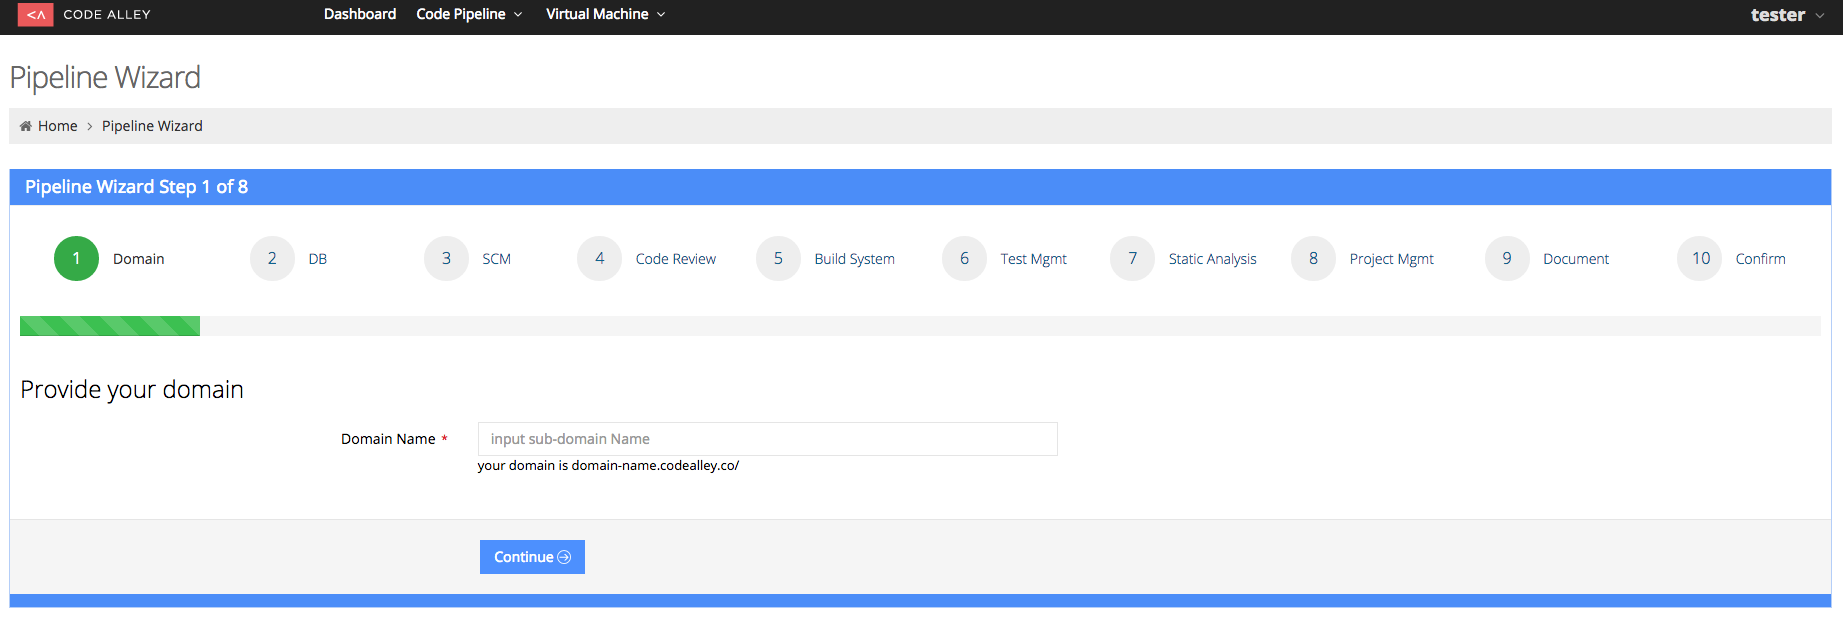 <A CODE ALLEY Dashboard Code Pipeline Virtual Machine tester
Pipeline Wizard
Home > Pipeline Wizard
Pipeline Wizard Step 1 of 8
1 Domain 2 DB 3 SCM 4 Code Review 5 Build System 6 Test Mgmt 7 Static Analysis 8 Project Mgmt 9 Document 10 Confirm
Provide your domain
Domain Name * input sub-domain Name
your domain is domain-name.codealley.co/
Continue